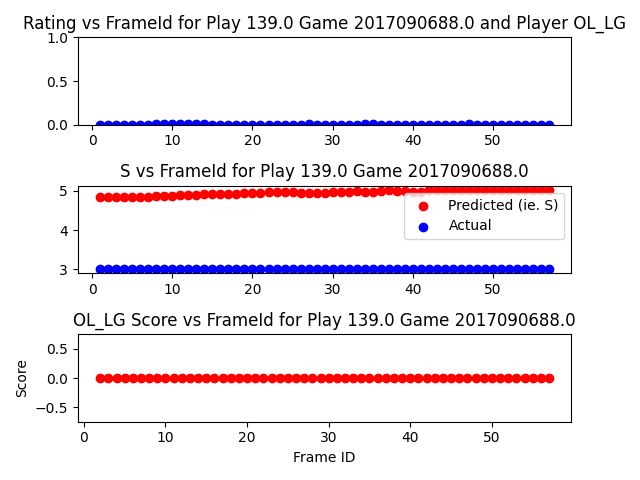 Rating vs FrameId for Play 139.0 Game 2017090688.0 and Player OL_LG
1.0
0.5
0.0
0 10 20 30 40 50
S vs FrameId for Play 139.0 Game 2017090688.0
5
4
3
Predicted (ie. S)
Actual
0 10 20 30 40 50
OL_LG Score vs FrameId for Play 139.0 Game 2017090688.0
Score
0.5
0.0
−0.5
0 10 20 30 40 50
Frame ID